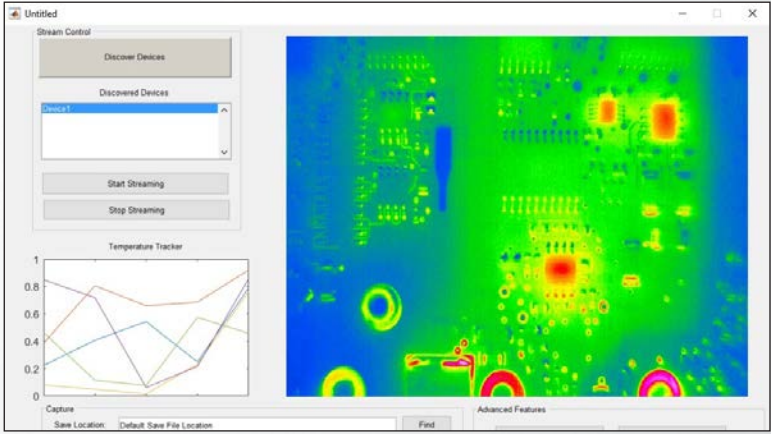 Untitled
Stream Control
Discover Devices
Discovered Devices
Device1
Start Streaming
Stop Streaming
Temperature Tracker
1
0.8
0.6
0.4
0.2
0
Capture
Save Location: Default Save File Location Find
Advanced Features